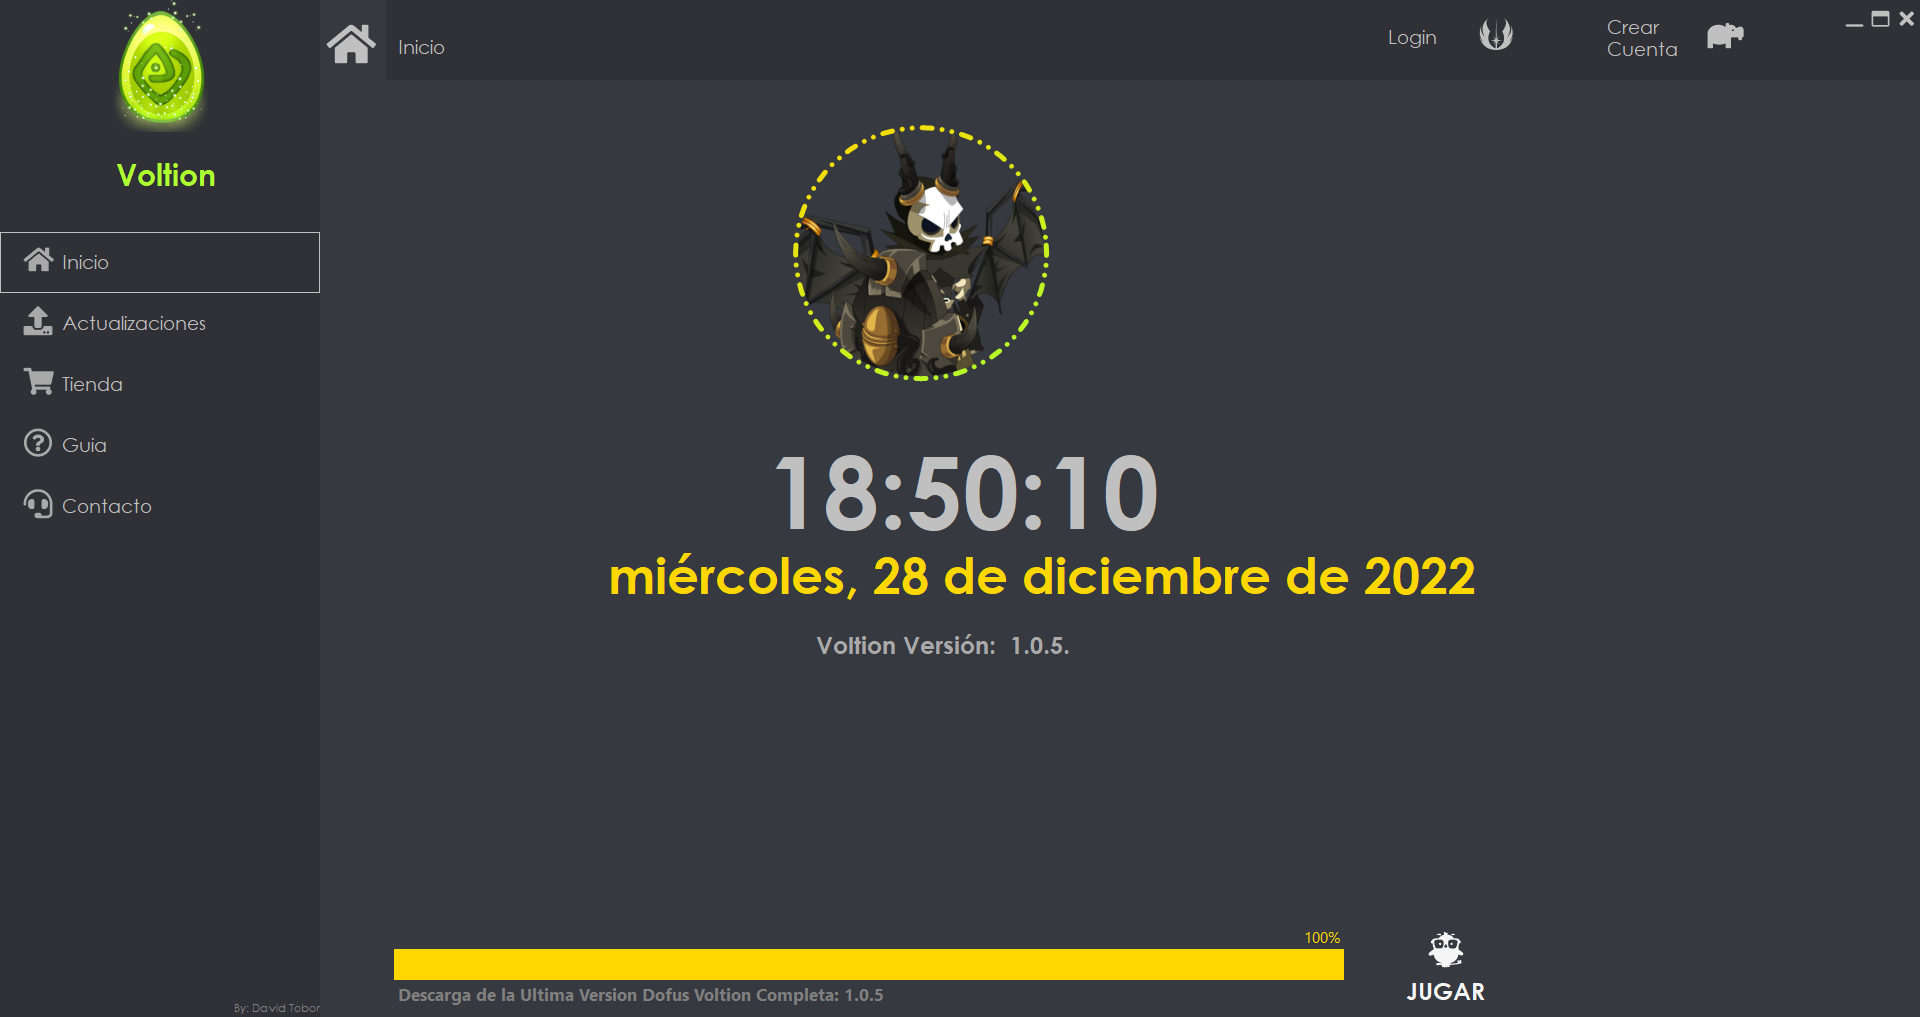 Voltion
Inicio
Actualizaciones
Tienda
Guia
Contacto
By: David Tobor
Inicio
Login
Crear
Cuenta
18:50:10
miércoles, 28 de diciembre de 2022
Voltion Versión: 1.0.5.
100%
Descarga de la Ultima Version Dofus Voltion Completa: 1.0.5
JUGAR